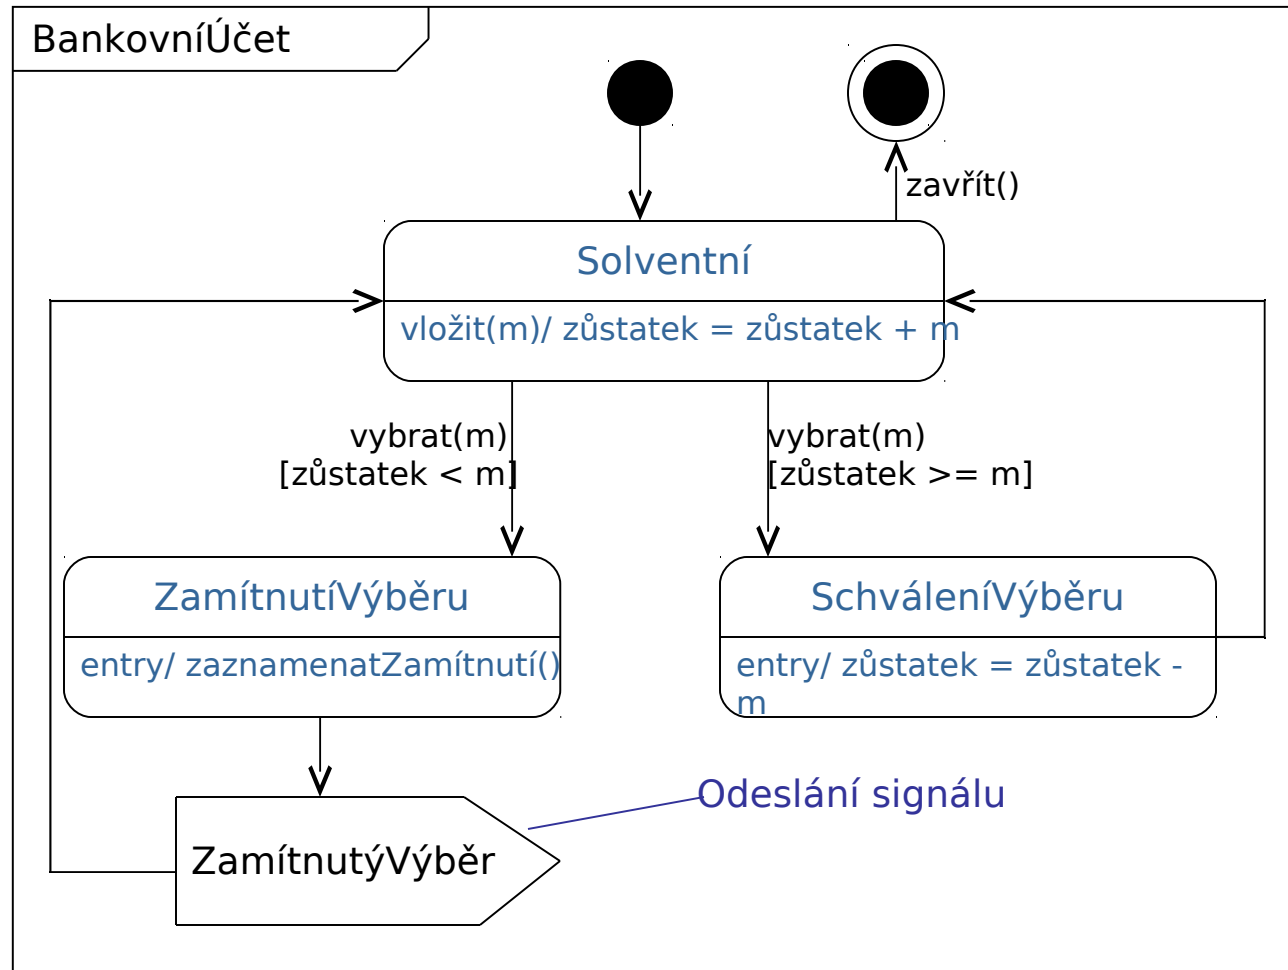 BankovníÚčet
zavřít()
Solventní
vložit(m)/ zůstatek = zůstatek + m
vybrat(m)
[zůstatek < m]
vybrat(m)
[zůstatek >= m]
ZamítnutíVýběru
entry/ zaznamenatZamítnutí()
SchváleníVýběru
entry/ zůstatek = zůstatek -
m
Odeslání signálu
ZamítnutýVýběr